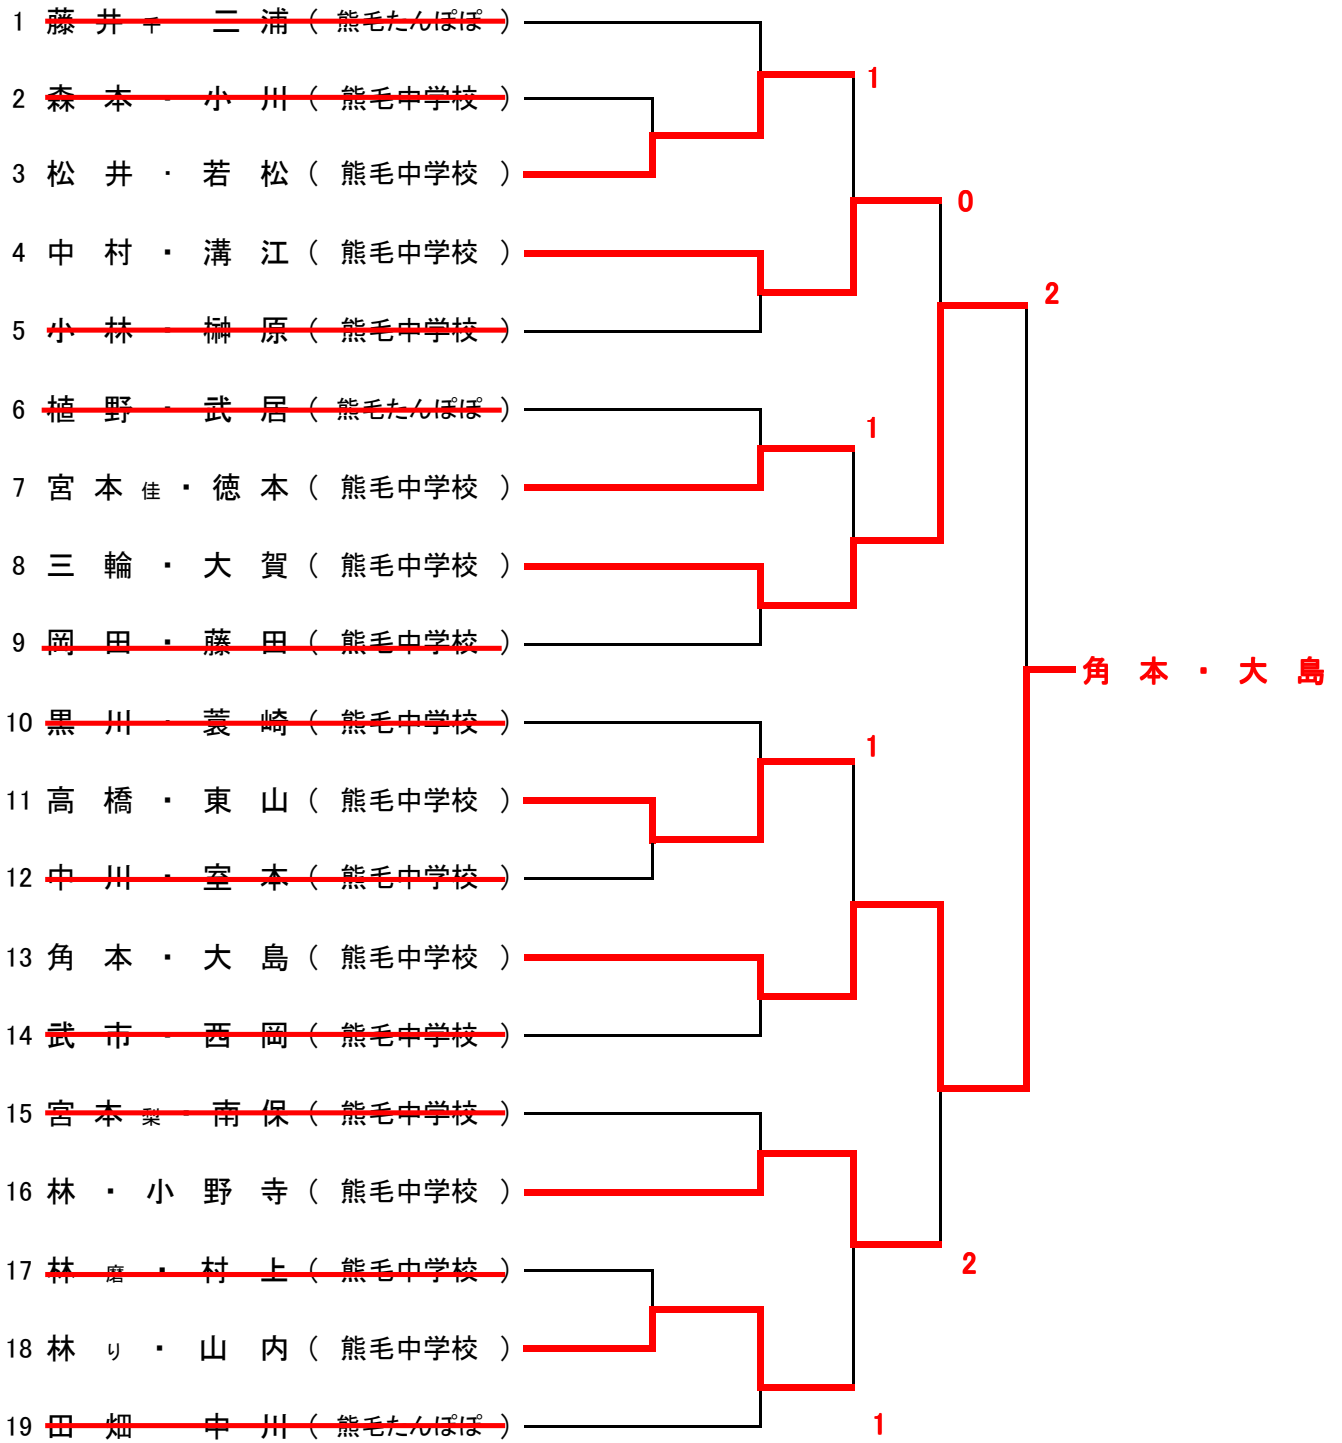 1 藤井千 三浦 ( 熊毛たんぽぽ )
1
2 森本・小川 ( 熊毛中学校 )
3 松井・若松 ( 熊毛中学校 )
0
4 中村・溝江 ( 熊毛中学校 )
2
5 小林・榊原 ( 熊毛中学校 )
6 植野・武居 ( 熊毛たんぽぽ )
1
7 宮本佳・徳本 ( 熊毛中学校 )
8 三輪・大賀 ( 熊毛中学校 )
9 岡田・藤田 ( 熊毛中学校 )
角本・大島
10 黒川・蓑崎 ( 熊毛中学校 )
1
11 高橋・東山 ( 熊毛中学校 )
12 中川・室本 ( 熊毛中学校 )
13 角本・大島 ( 熊毛中学校 )
14 武市・西岡 ( 熊毛中学校 )
15 宮本梨・南保 ( 熊毛中学校 )
16 林・小野寺 ( 熊毛中学校 )
2
17 林磨・村上 ( 熊毛中学校 )
18 林り・山内 ( 熊毛中学校 )
19 田畑 中川 ( 熊毛たんぽぽ )
1